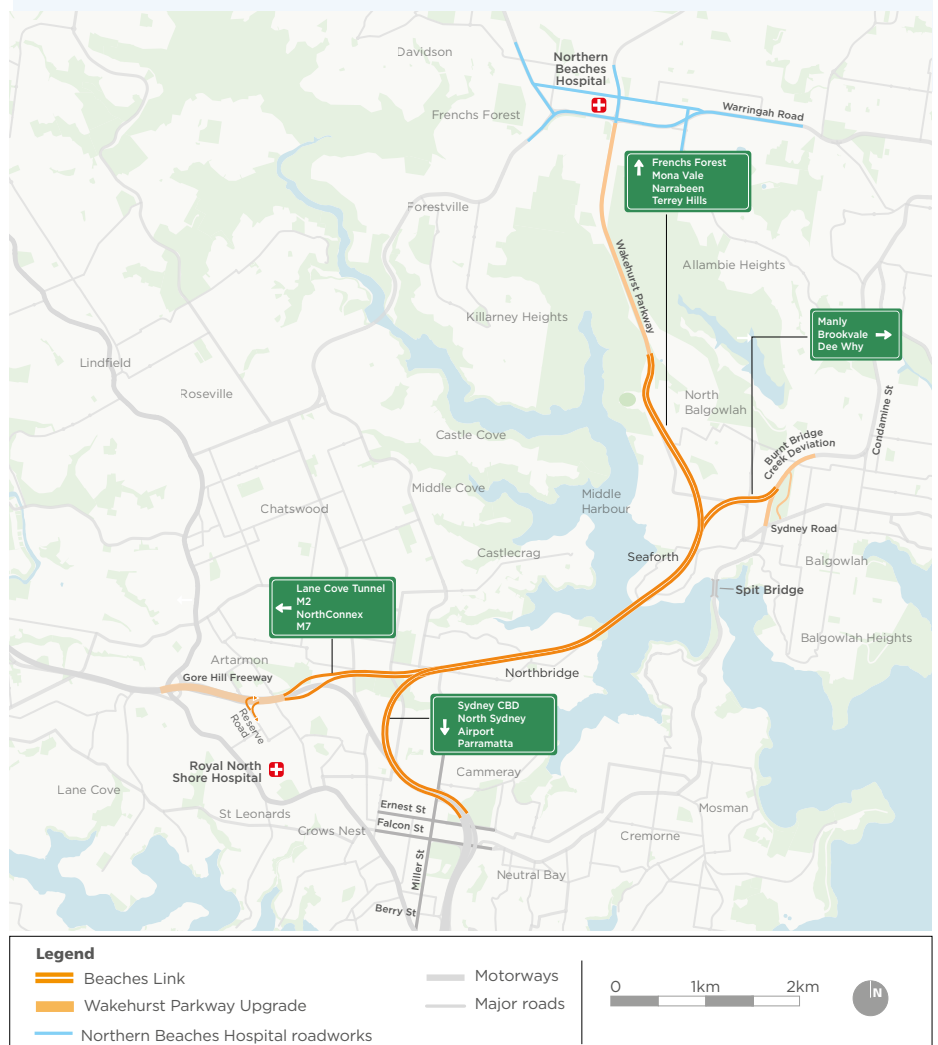 Davidson
Northern
Beaches
Hospital
Warringah Road
Frenchs Forest
Frenchs Forest
Mona Vale
Narrabeen
Terrey Hills
Forestville
Wakehurst Parkway
Allambie Heights
Killarney Heights
Manly
Brookvale
Dee Why
Lindfield
Roseville
North
Balgowlah
Condamine St
Castle Cove
Burnt Bridge
Creek Deviation
Middle Cove
Middle
Harbour
Chatswood
Sydney Road
Castlecrag
Seaforth
Balgowlah
Spit Bridge
Lane Cove Tunnel
M2
NorthConnex
M7
Balgowlah Heights
Artarmon
Gore Hill Freeway
Northbridge
Reserve
Road
Sydney CBD
North Sydney
Airport
Parramatta
Royal North
Shore Hospital
Cammeray
Lane Cove
St Leonards
Ernest St
Mosman
Falcon St
Crows Nest
Cremorne
Miller St
Neutral Bay
Berry St
Legend
Beaches Link
Wakehurst Parkway Upgrade
Northern Beaches Hospital roadworks
Motorways
Major roads
0 1km 2km
N